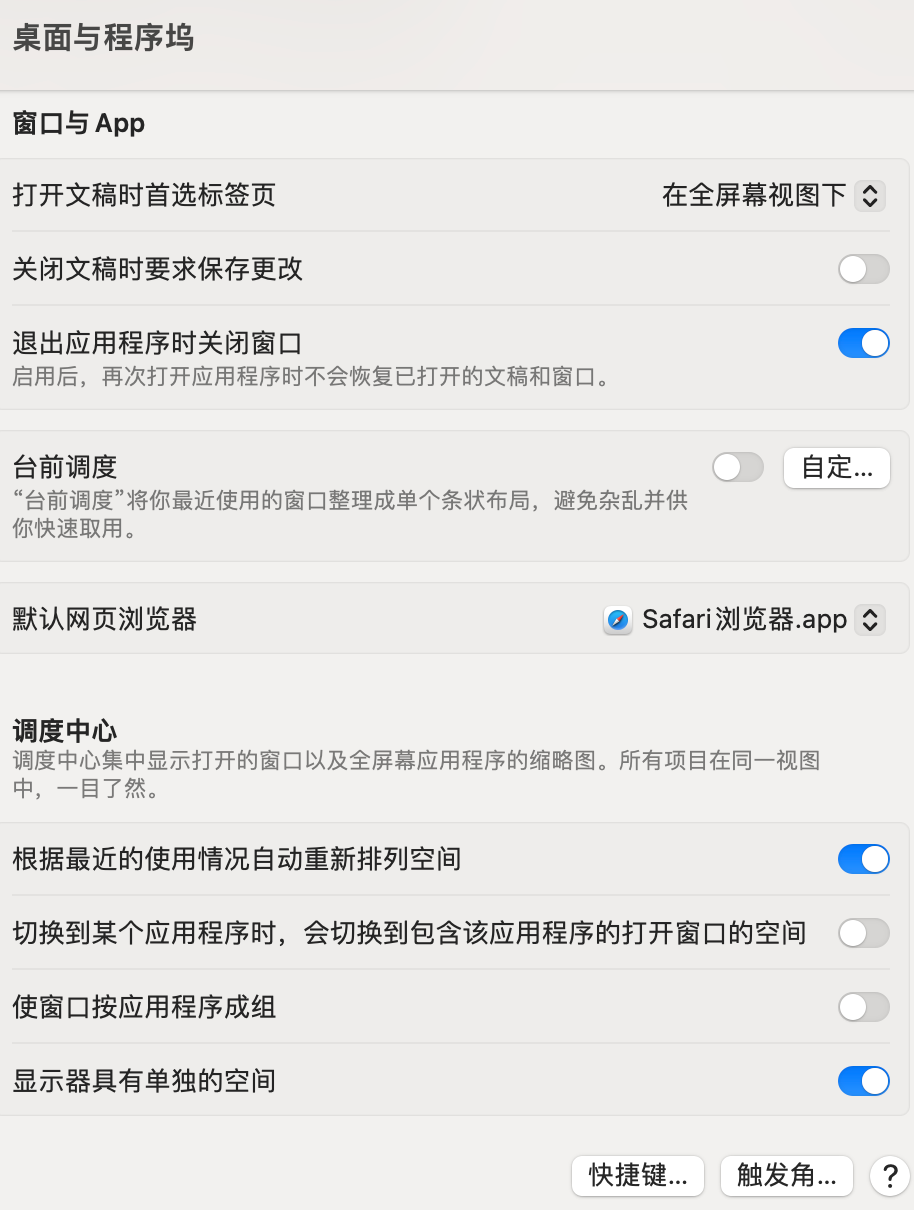 桌面与程序坞
窗口与 App
打开文稿时首选标签页 在全屏幕视图下
关闭文稿时要求保存更改
退出应用程序时关闭窗口
启用后，再次打开应用程序时不会恢复已打开的文稿和窗口。
台前调度 自定...
“台前调度”将你最近使用的窗口整理成单个条状布局，避免杂乱并供
你快速取用。
默认网页浏览器 Safari浏览器.app
调度中心
调度中心集中显示打开的窗口以及全屏幕应用程序的缩略图。所有项目在同一视图
中，一目了然。
根据最近的使用情况自动重新排列空间
切换到某个应用程序时，会切换到包含该应用程序的打开窗口的空间
使窗口按应用程序成组
显示器具有单独的空间
快捷键... 触发角... ?